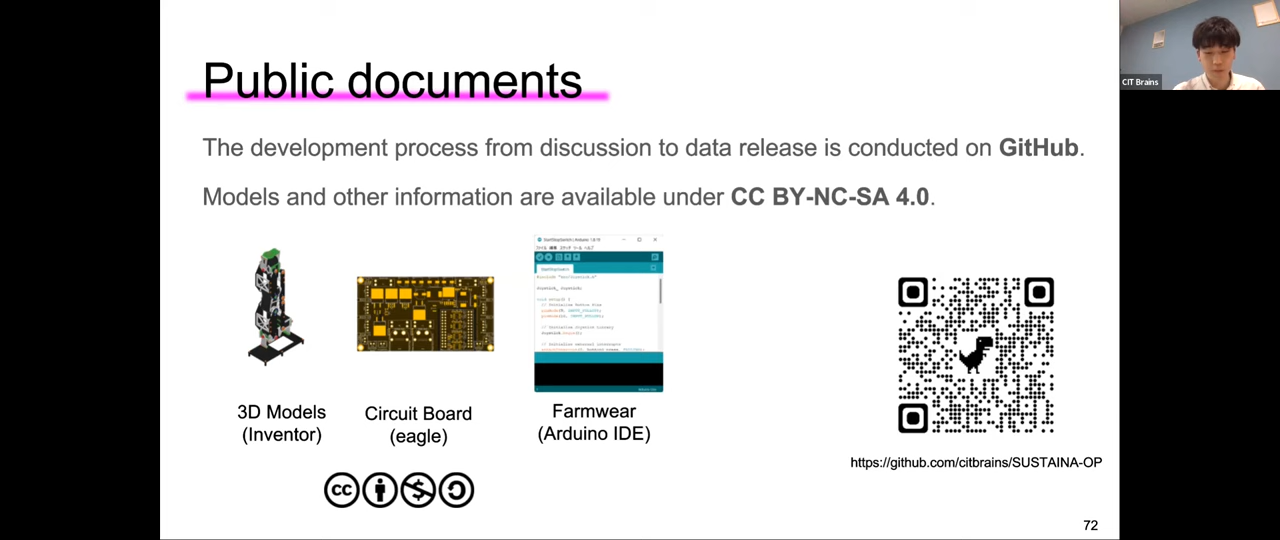 Public documents
CIT Brains
The development process from discussion to data release is conducted on GitHub.
Models and other information are available under CC BY-NC-SA 4.0.
3D Models
(Inventor)
Circuit Board
(eagle)
Farmwear
(Arduino IDE)
https://github.com/citbrains/SUSTAINA-OP
cc
72